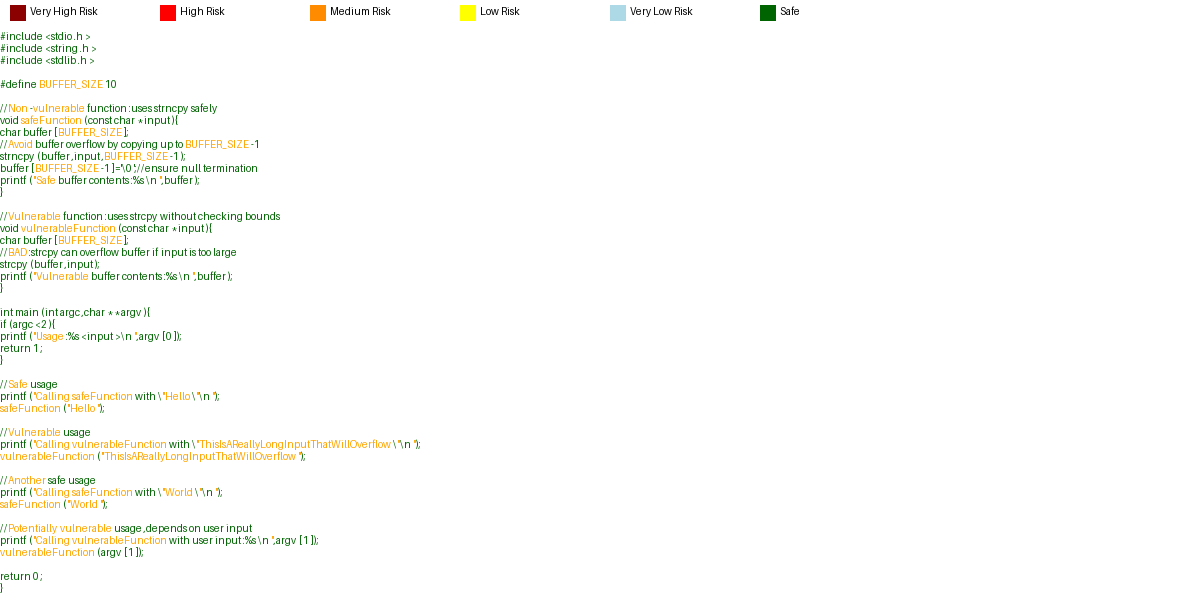 Very High Risk High Risk Medium Risk Low Risk Very Low Risk Safe
#include <stdio.h >
#include <string.h >
#include <stdlib.h >
#define BUFFER_SIZE 10
//Non -vulnerable function :uses strncpy safely
void safeFunction (const char *input ){
char buffer [BUFFER_SIZE ];
//Avoid buffer overflow by copying up to BUFFER_SIZE -1
strncpy (buffer ,input ,BUFFER_SIZE -1 );
buffer [BUFFER_SIZE -1 ]='\0 ';//ensure null termination
printf ("Safe buffer contents :%s \n ",buffer );
}
//Vulnerable function :uses strcpy without checking bounds
void vulnerableFunction (const char *input ){
char buffer [BUFFER_SIZE ];
//BAD:strcpy can overflow buffer if input is too large
strcpy (buffer ,input );
printf ("Vulnerable buffer contents :%s \n ",buffer );
}
int main (int argc ,char * *argv ){
if (argc <2 ){
printf ("Usage :%s <input >\n ",argv [0 ]);
return 1 ;
}
//Safe usage
printf ("Calling safeFunction with \ "Hello \ "\n ");
safeFunction ("Hello ");
//Vulnerable usage
printf ("Calling vulnerableFunction with \ "ThisIsAReallyLongInputThatWillOverflow \ "\n ");
vulnerableFunction ("ThisIsAReallyLongInputThatWillOverflow ");
//Another safe usage
printf ("Calling safeFunction with \ "World \ "\n ");
safeFunction ("World ");
//Potentially vulnerable usage ,depends on user input
printf ("Calling vulnerableFunction with user input :%s \n ",argv [1 ]);
vulnerableFunction (argv [1 ]);
return 0 ;
}